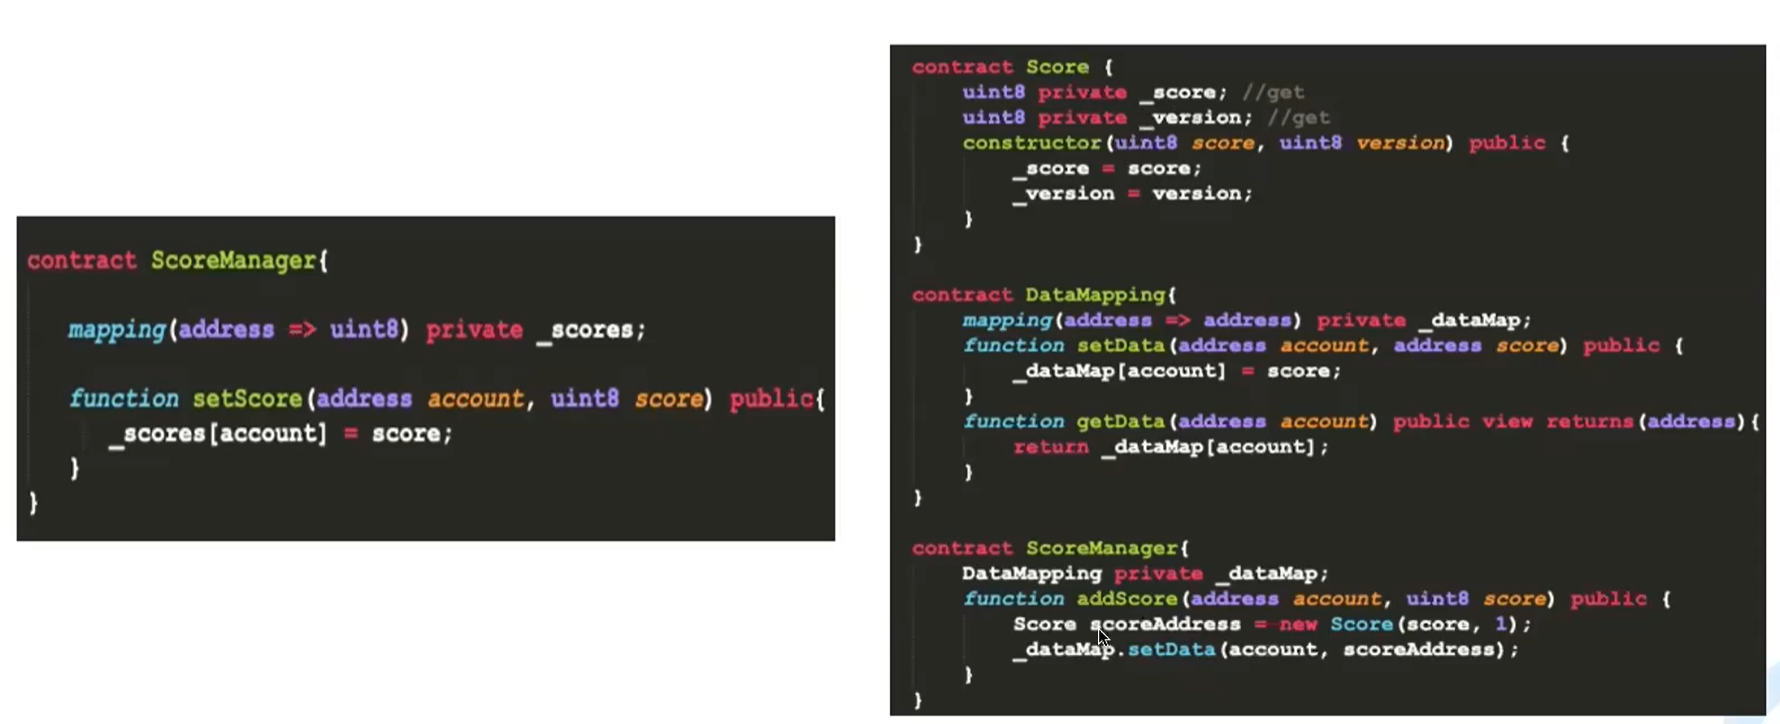 contract ScoreManager{
mapping(address => uint8) private _scores;
function setScore(address account, uint8 score) public{
_scores[account] = score;
}
}
contract Score {
uint8 private _score; //get
uint8 private _version; //get
constructor(uint8 score, uint8 version) public {
_score = score;
_version = version;
}
}
contract DataMapping{
mapping(address => address) private _dataMap;
function setData(address account, address score) public {
_dataMap[account] = score;
}
function getData(address account) public view returns(address){
return _dataMap[account];
}
}
contract ScoreManager{
DataMapping private _dataMap;
function addScore(address account, uint8 score) public {
Score scoreAddress = new Score(score, 1);
_dataMap.setData(account, scoreAddress);
}
}